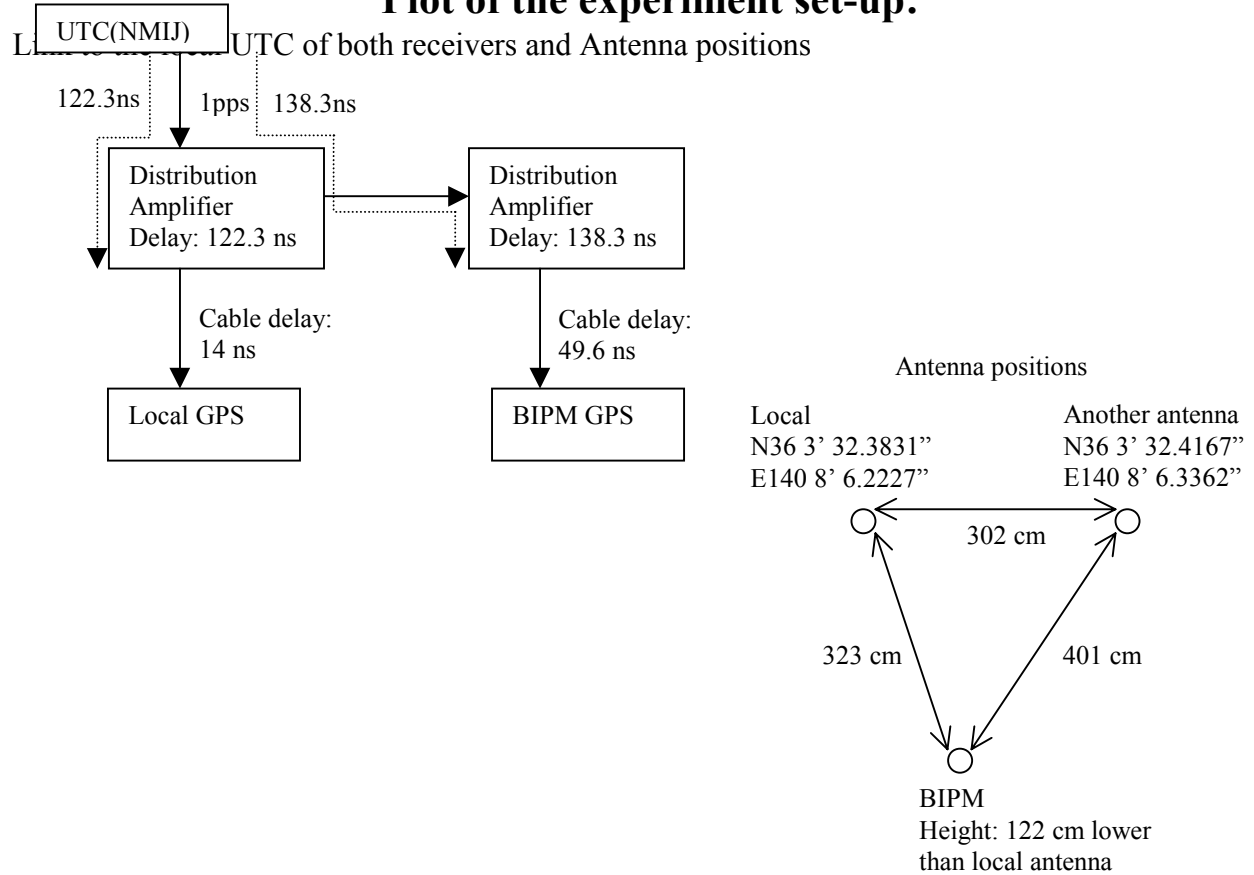 Plot of the experiment set-up:
UTC(NMIJ)
Link to the local UTC of both receivers and Antenna positions
122.3ns
1pps
138.3ns
Distribution
Amplifier
Delay: 122.3 ns
Distribution
Amplifier
Delay: 138.3 ns
Cable delay:
14 ns
Cable delay:
49.6 ns
Local GPS
BIPM GPS
Antenna positions
Local
N36 3’ 32.3831”
E140 8’ 6.2227”
Another antenna
N36 3’ 32.4167”
E140 8’ 6.3362”
302 cm
323 cm
401 cm
BIPM
Height: 122 cm lower
than local antenna